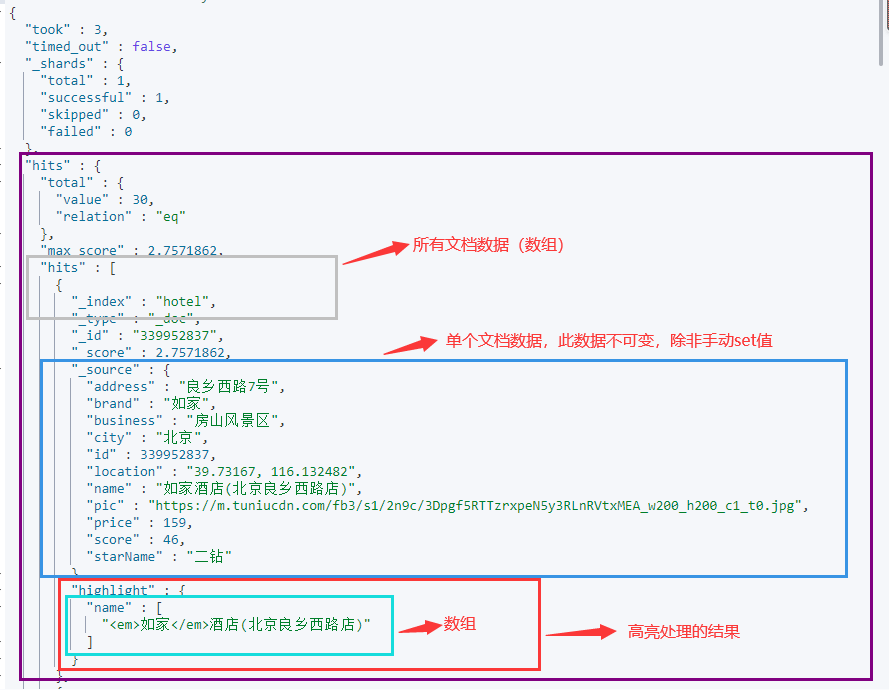 {
"took" : 3,
"timed_out" : false,
"_shards" : {
"total" : 1,
"successful" : 1,
"skipped" : 0,
"failed" : 0
},
"hits" : {
"total" : {
"value" : 30,
"relation" : "eq"
},
"max_score" : 2.7571862,
"hits" : [
所有文档数据（数组）
{
"_index" : "hotel",
"_type" : "_doc",
"_id" : "339952837",
"_score" : 2.7571862,
单个文档数据，此数据不可变，除非手动set值
"_source" : {
"address" : "良乡西路7号",
"brand" : "如家",
"business" : "房山风景区",
"city" : "北京",
"id" : 339952837,
"location" : "39.73167, 116.132482",
"name" : "如家酒店(北京良乡西路店)",
"pic" : "https://m.tuniucdn.com/fb3/s1/2n9c/3Dpgf5RTTzrxpeN5y3RLnRVtxMEA_w200_h200_c1_t0.jpg",
"price" : 159,
"score" : 46,
"starName" : "二钻"
},
"highlight" : {
"name" : [
"<em>如家</em>酒店(北京良乡西路店)"
数组
高亮处理的结果
]
}
},
{